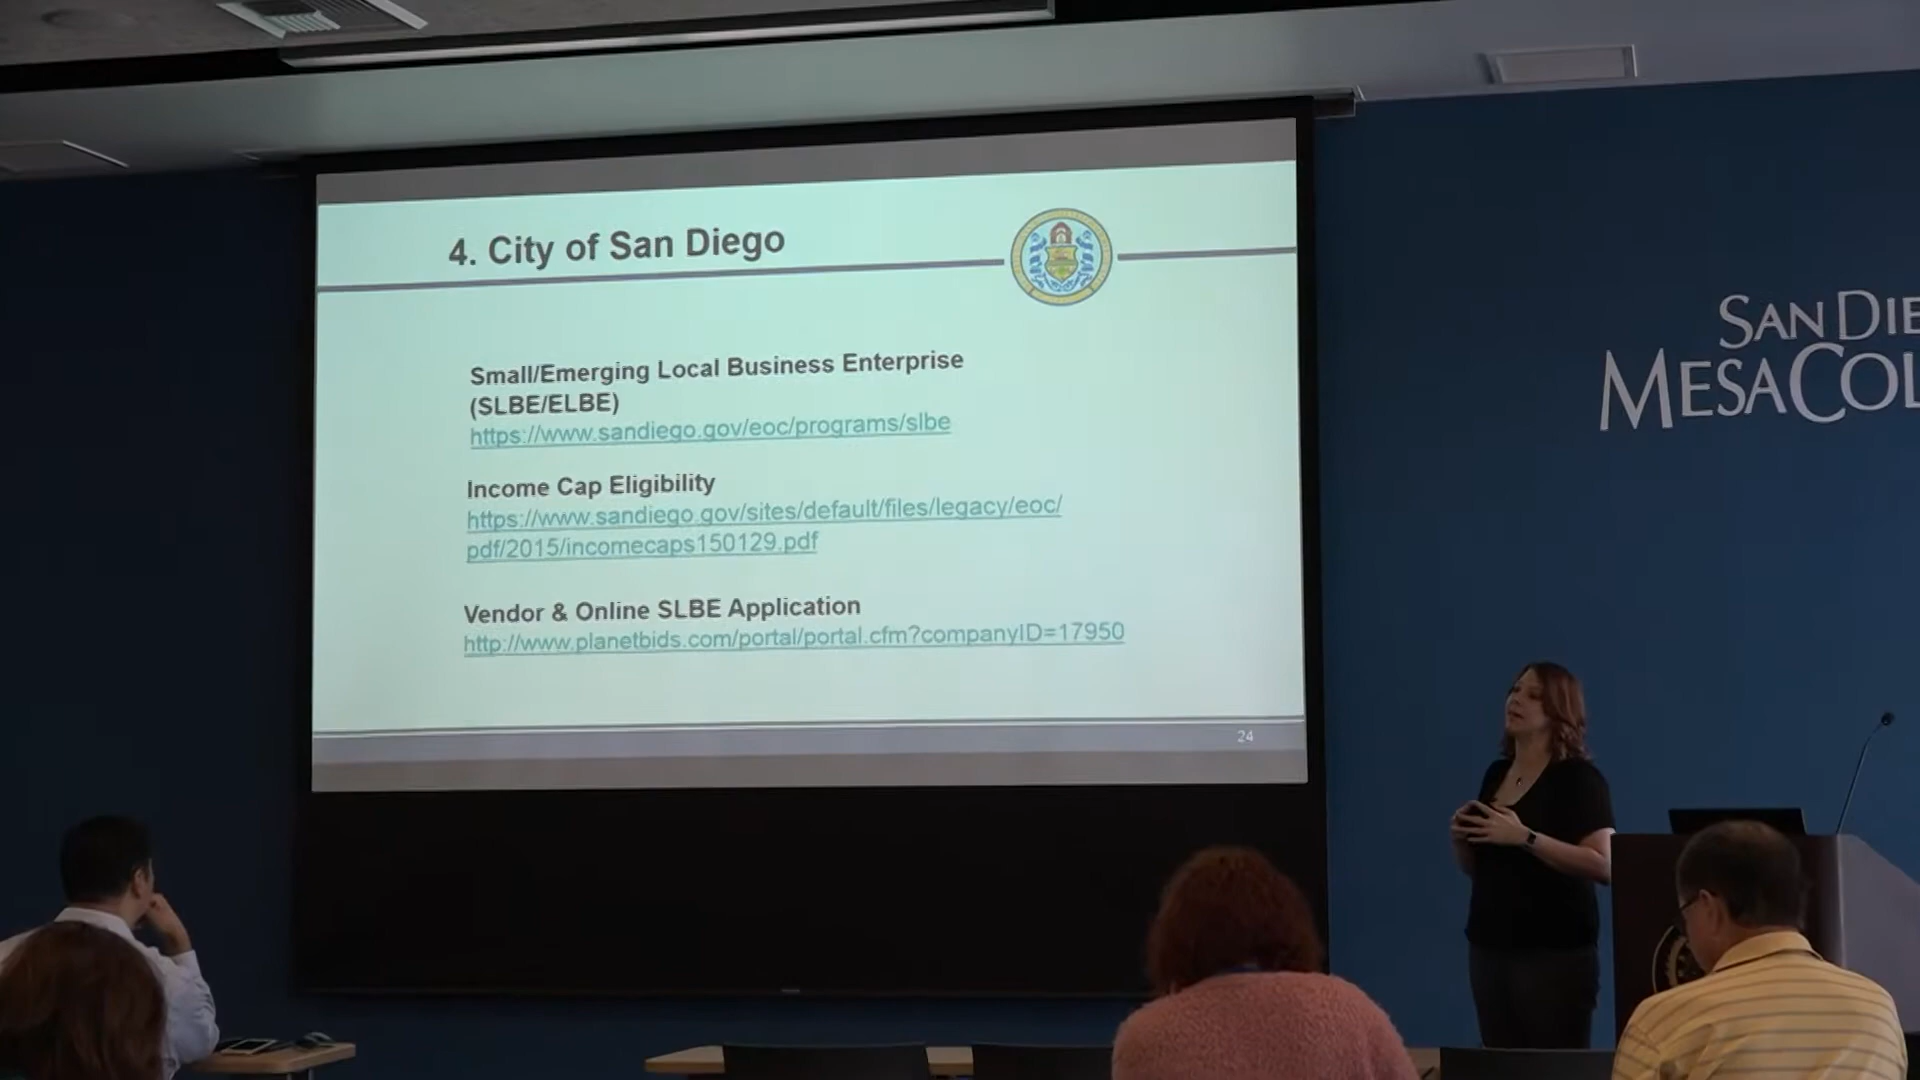 4. City of San Diego
Small/Emerging Local Business Enterprise
(SLBE/ELBE)
https://www.sandiego.gov/eoc/programs/slbe
Income Cap Eligibility
https://www.sandiego.gov/sites/default/files/legacy/eoc/
pdf/2015/incomecaps150129.pdf
Vendor & Online SLBE Application
http://www.planetbids.com/portal/portal.cfm?companyID=17950
24
SAN DIE
MESACOL